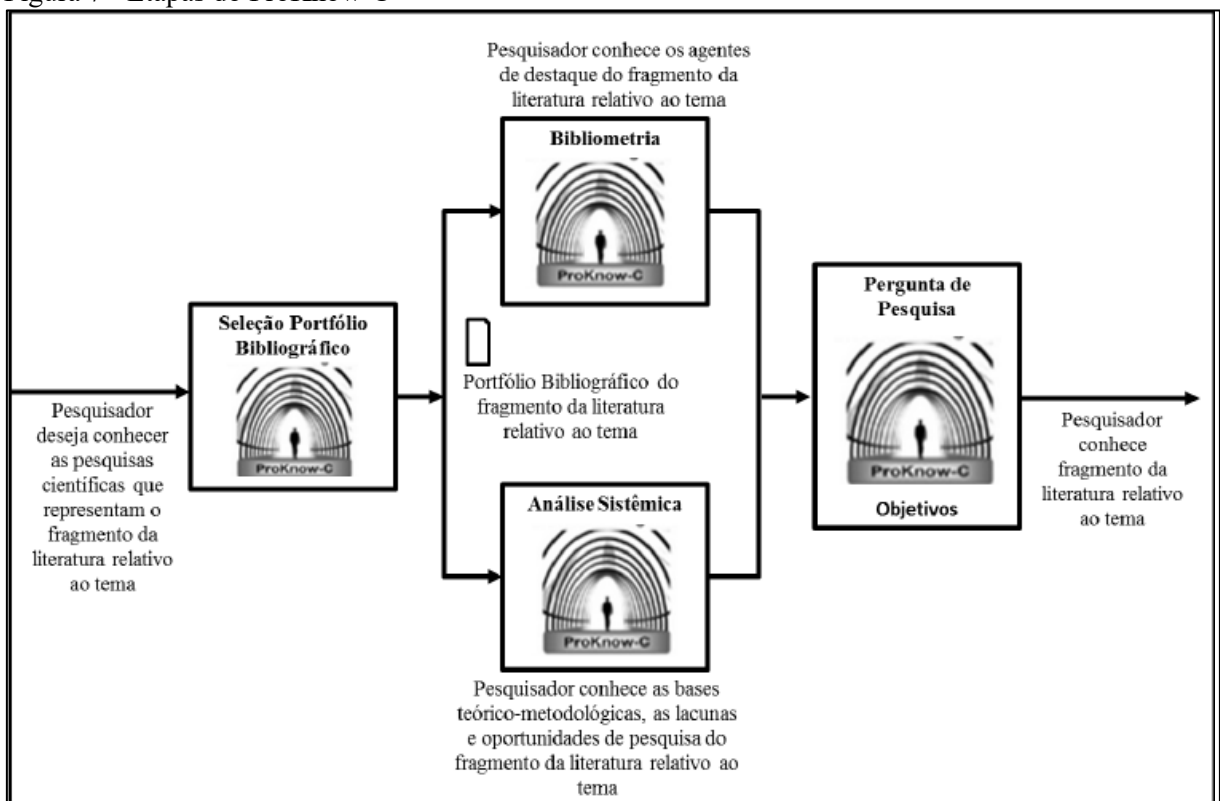 Pesquisador conhece os agentes
de destaque do fragmento da
literatura relativo ao tema
Bibliometria
ProKnow-C
Seleção Portfólio
Bibliográfico
ProKnow-C
Portfólio Bibliográfico do
fragmento da literatura
relativo ao tema
Pergunta de
Pesquisa
ProKnow-C
Objetivos
Pesquisador
deseja conhecer
as pesquisas
científicas que
representam o
fragmento da
literatura relativo
ao tema
Pesquisador
conhece
fragmento da
literatura relativo
ao tema
Análise Sistêmica
ProKnow-C
Pesquisador conhece as bases
teórico-metodológicas, as lacunas
e oportunidades de pesquisa do
fragmento da literatura relativo ao
tema